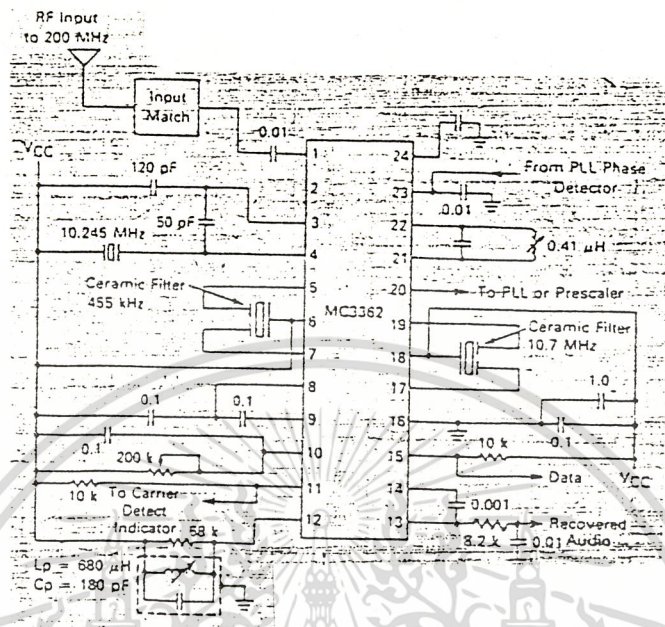 RF Input
to 200 MHz
Input
Match
VCC
0.01
120 pF
50 pF
10.245 MHz
Ceramic Filter
455 kHz
0.1
0.1
0.1
200 k
10 k
To Carrier
Detect
Indicator
68 k
Lp = 680 µH
Cp = 180 pF
1
2
3
4
5
6
7
8
9
10
11
12
MC3362
24
23
22
21
20
19
18
17
16
15
14
13
From PLL Phase
Detector
0.01
0.41 µH
To PLL or Prescaler
Ceramic Filter
10.7 MHz
1.0
0.1
10 k
VCC
Data
0.001
8.2 k
0.01
Recovered
Audio